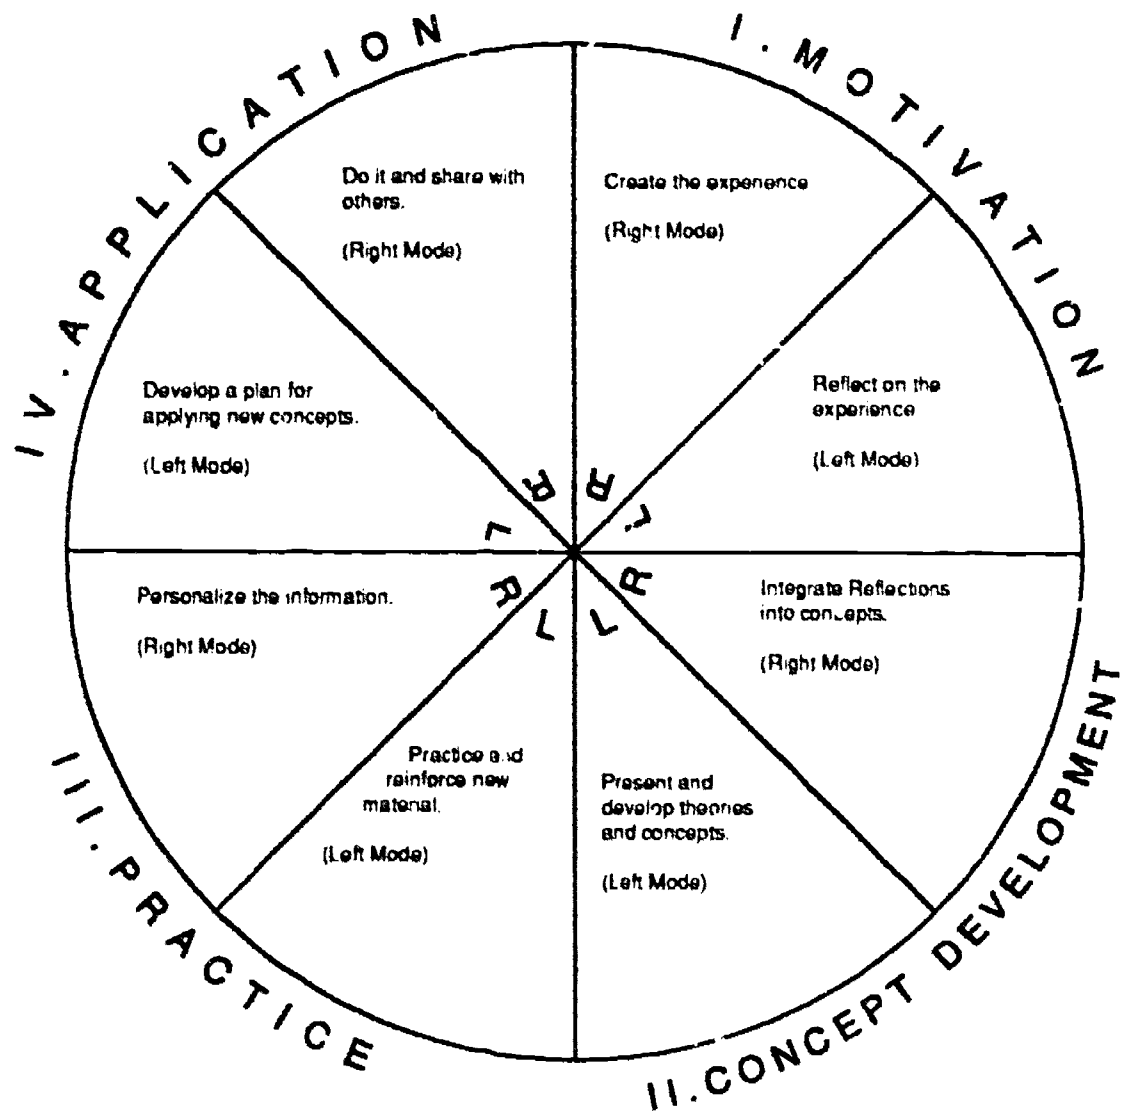 I. MOTIVATION
Create the experience
(Right Mode)
Reflect on the
experience
(Left Mode)
Integrate Reflections
into concepts.
(Right Mode)
II. CONCEPT DEVELOPMENT
Present and
develop theories
and concepts.
(Left Mode)
III. PRACTICE
Practice and
reinforce new
material.
(Left Mode)
Personalize the information.
(Right Mode)
IV. APPLICATION
Develop a plan for
applying new concepts.
(Left Mode)
Do it and share with
others.
(Right Mode)
R
L
R
L
L
R
L
R